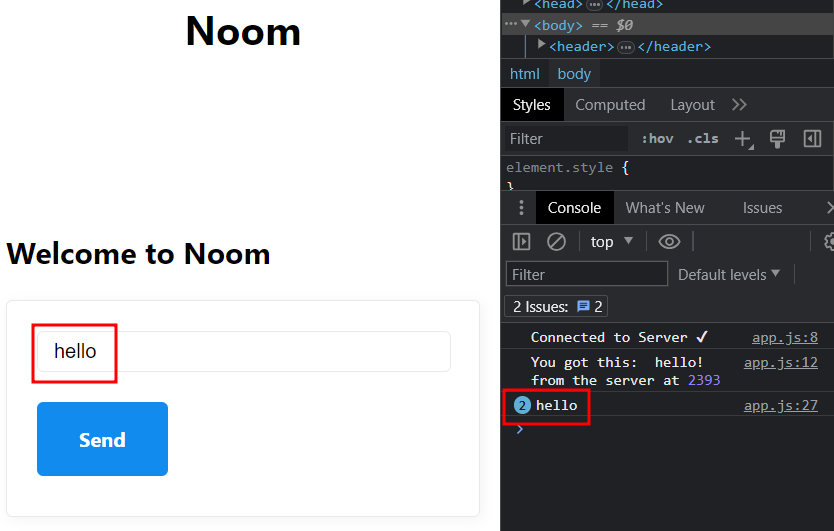 Noom
Welcome to Noom
hello
Send
<head> … </head>
… <body> == $0
<header> … </header>
html body
Styles Computed Layout
Filter :hov .cls
element.style {
}
Console What's New Issues
top
Filter Default levels
2 Issues: 2
Connected to Server ✓ app.js:8
You got this: hello! app.js:12
from the server at 2393
2 hello app.js:27